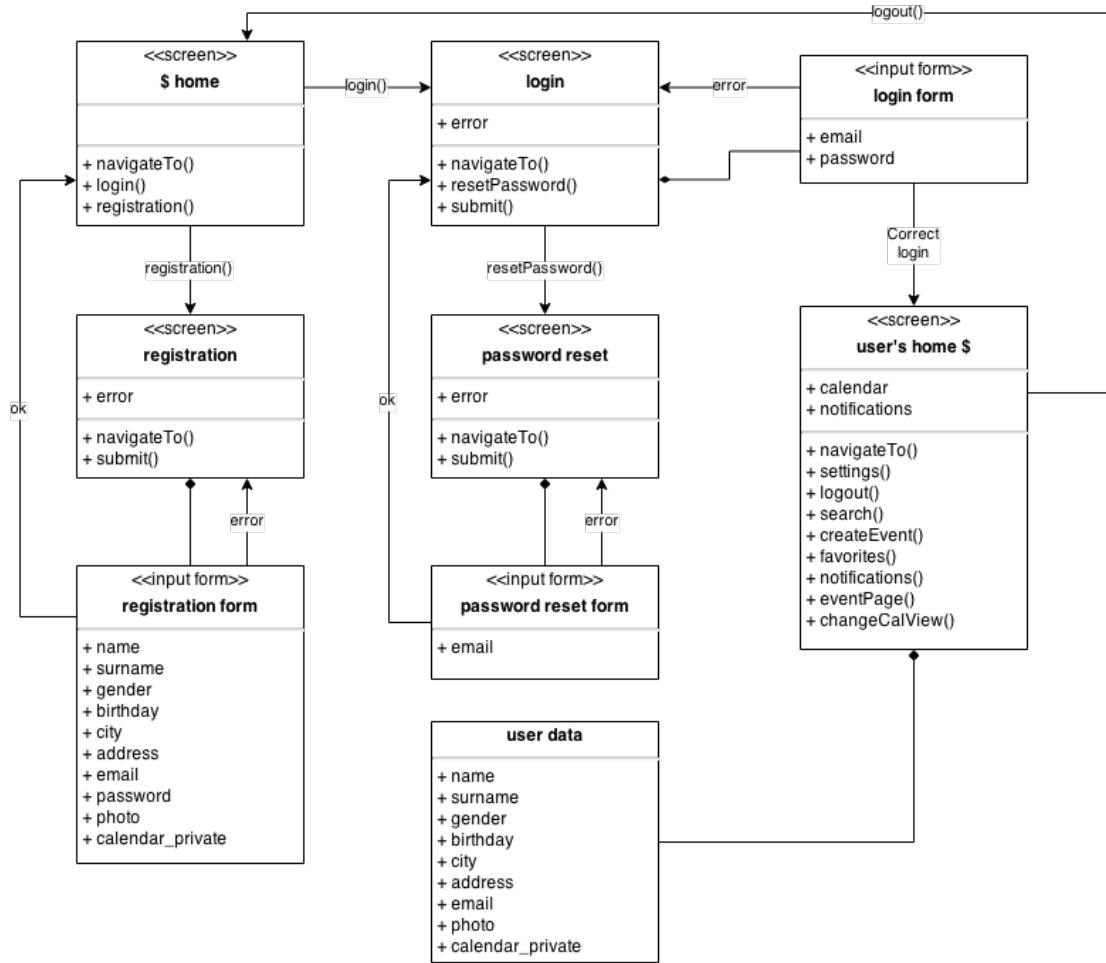 logout()
<<screen>>
$ home
+ navigateTo()
+ login()
+ registration()
login()
<<screen>>
login
+ error
+ navigateTo()
+ resetPassword()
+ submit()
error
<<input form>>
login form
+ email
+ password
registration()
resetPassword()
Correct
login
<<screen>>
registration
+ error
+ navigateTo()
+ submit()
ok
error
<<screen>>
password reset
+ error
+ navigateTo()
+ submit()
ok
error
<<screen>>
user's home $
+ calendar
+ notifications
+ navigateTo()
+ settings()
+ logout()
+ search()
+ createEvent()
+ favorites()
+ notifications()
+ eventPage()
+ changeCalView()
<<input form>>
registration form
+ name
+ surname
+ gender
+ birthday
+ city
+ address
+ email
+ password
+ photo
+ calendar_private
<<input form>>
password reset form
+ email
user data
+ name
+ surname
+ gender
+ birthday
+ city
+ address
+ email
+ photo
+ calendar_private